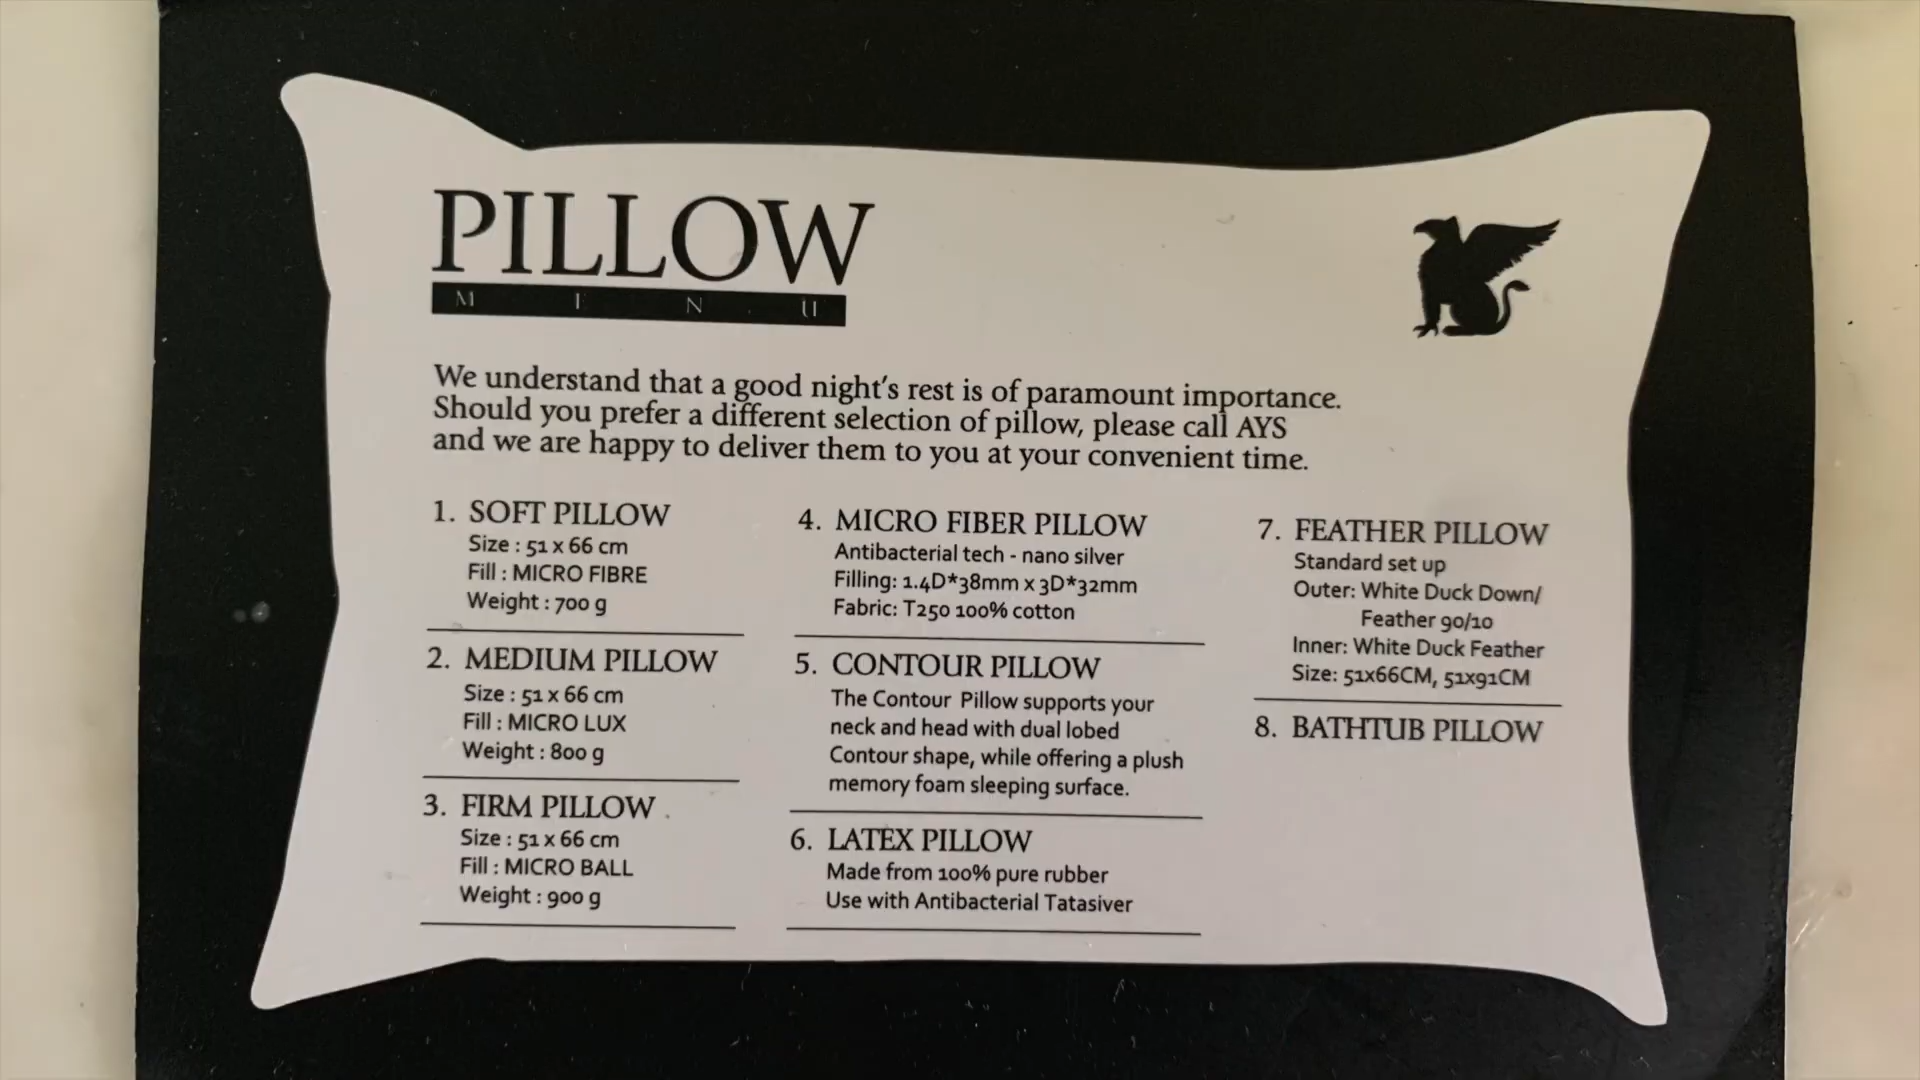 PILLOW
MENU
We understand that a good night's rest is of paramount importance.
Should you prefer a different selection of pillow, please call AYS
and we are happy to deliver them to you at your convenient time.
1. SOFT PILLOW
Size : 51 x 66 cm
Fill : MICRO FIBRE
Weight : 700 g
2. MEDIUM PILLOW
Size : 51 x 66 cm
Fill : MICRO LUX
Weight : 800 g
3. FIRM PILLOW
Size : 51 x 66 cm
Fill : MICRO BALL
Weight : 900 g
4. MICRO FIBER PILLOW
Antibacterial tech - nano silver
Filling: 1.4D*38mm x 3D*32mm
Fabric: T250 100% cotton
5. CONTOUR PILLOW
The Contour Pillow supports your
neck and head with dual lobed
Contour shape, while offering a plush
memory foam sleeping surface.
6. LATEX PILLOW
Made from 100% pure rubber
Use with Antibacterial Tatasiver
7. FEATHER PILLOW
Standard set up
Outer: White Duck Down/
Feather 90/10
Inner: White Duck Feather
Size: 51x66CM, 51x91CM
8. BATHTUB PILLOW